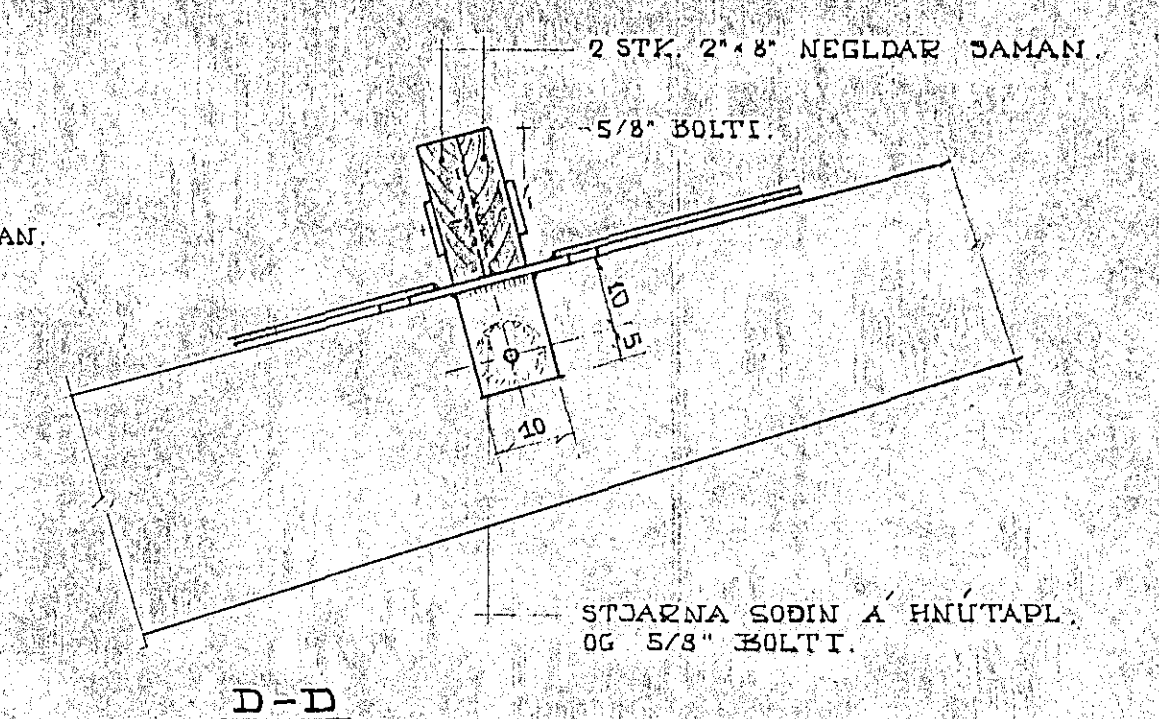 2 STK. 2"×8" NEGLDAR SAMAN.
5/8" BOLTI.
AN.
10
5
10
STJARNA SOÐIN Á HNÚTAPL.
OG 5/8" BOLTI.
D-D